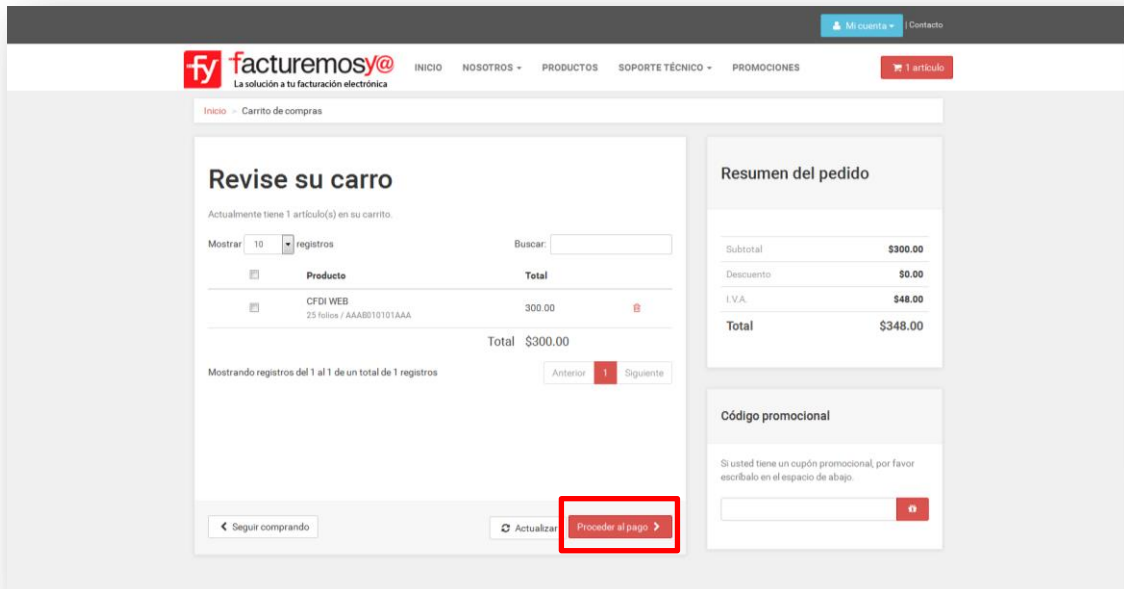 Mi cuenta | Contacto
fy facturemosy@
La solución a tu facturación electrónica
INICIO NOSOTROS PRODUCTOS SOPORTE TÉCNICO PROMOCIONES 1 artículo
Inicio > Carrito de compras
Revise su carro
Actualmente tiene 1 artículo(s) en su carrito.
Mostrar 10 registros Buscar:
Producto Total
CFDI WEB
25 folios / AAAB010101AAA
300.00
Total $300.00
Mostrando registros del 1 al 1 de un total de 1 registros
Anterior 1 Siguiente
Seguir comprando Actualizar Proceder al pago
Resumen del pedido
Subtotal $300.00
Descuento $0.00
I.V.A. $48.00
Total $348.00
Código promocional
Si usted tiene un cupón promocional, por favor
escríbalo en el espacio de abajo.